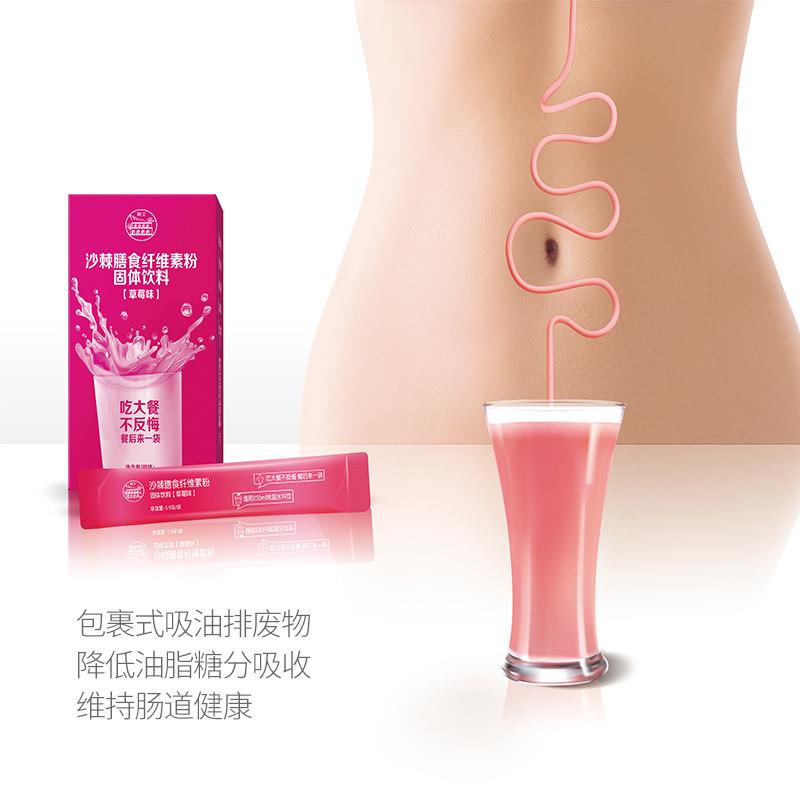 沙棘膳食纤维素粉
固体饮料
【草莓味】
吃大餐
不反悔
餐后来一袋
沙棘膳食纤维素粉
固体饮料【草莓味】
吃大餐不反悔 餐后来一袋
包裹式吸油排废物
降低油脂糖分吸收
维持肠道健康